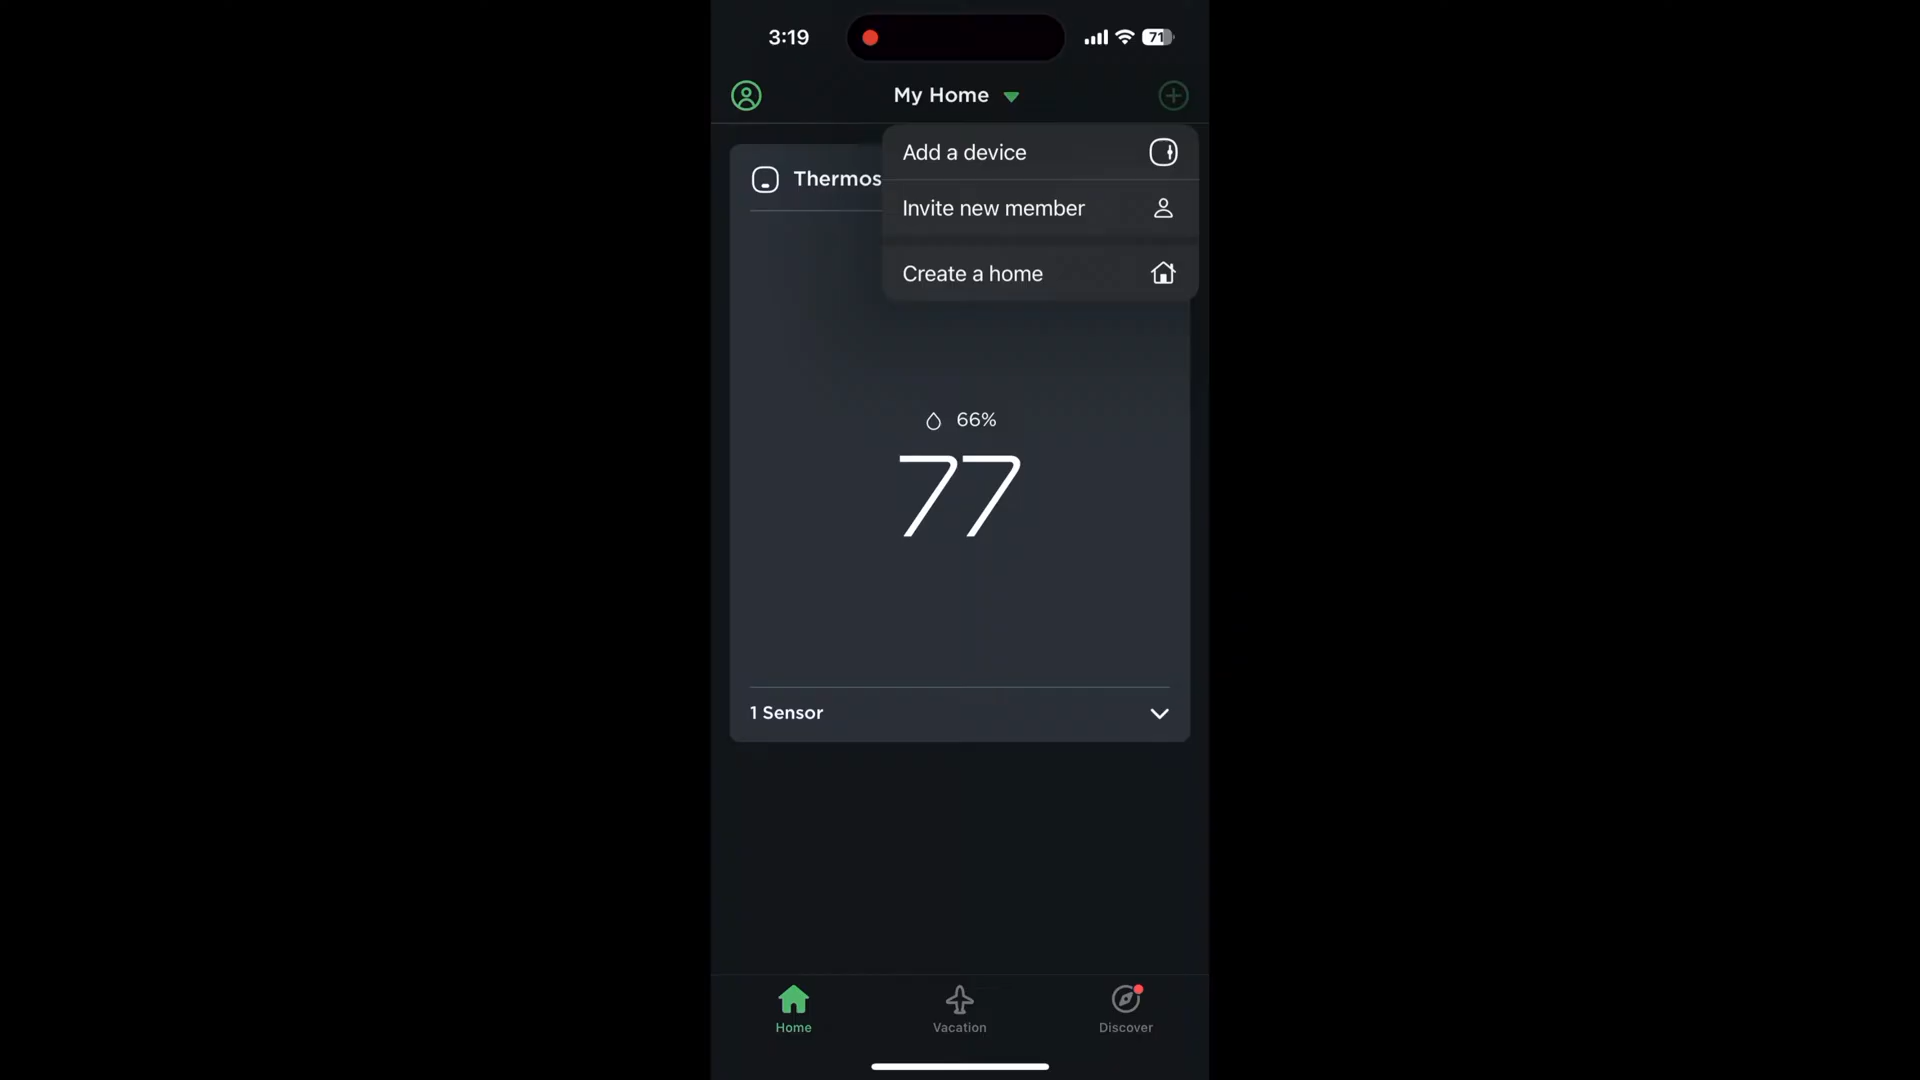 3:19
71
My Home
Add a device
Thermos
Invite new member
Create a home
66%
77
1 Sensor
Home
Vacation
Discover